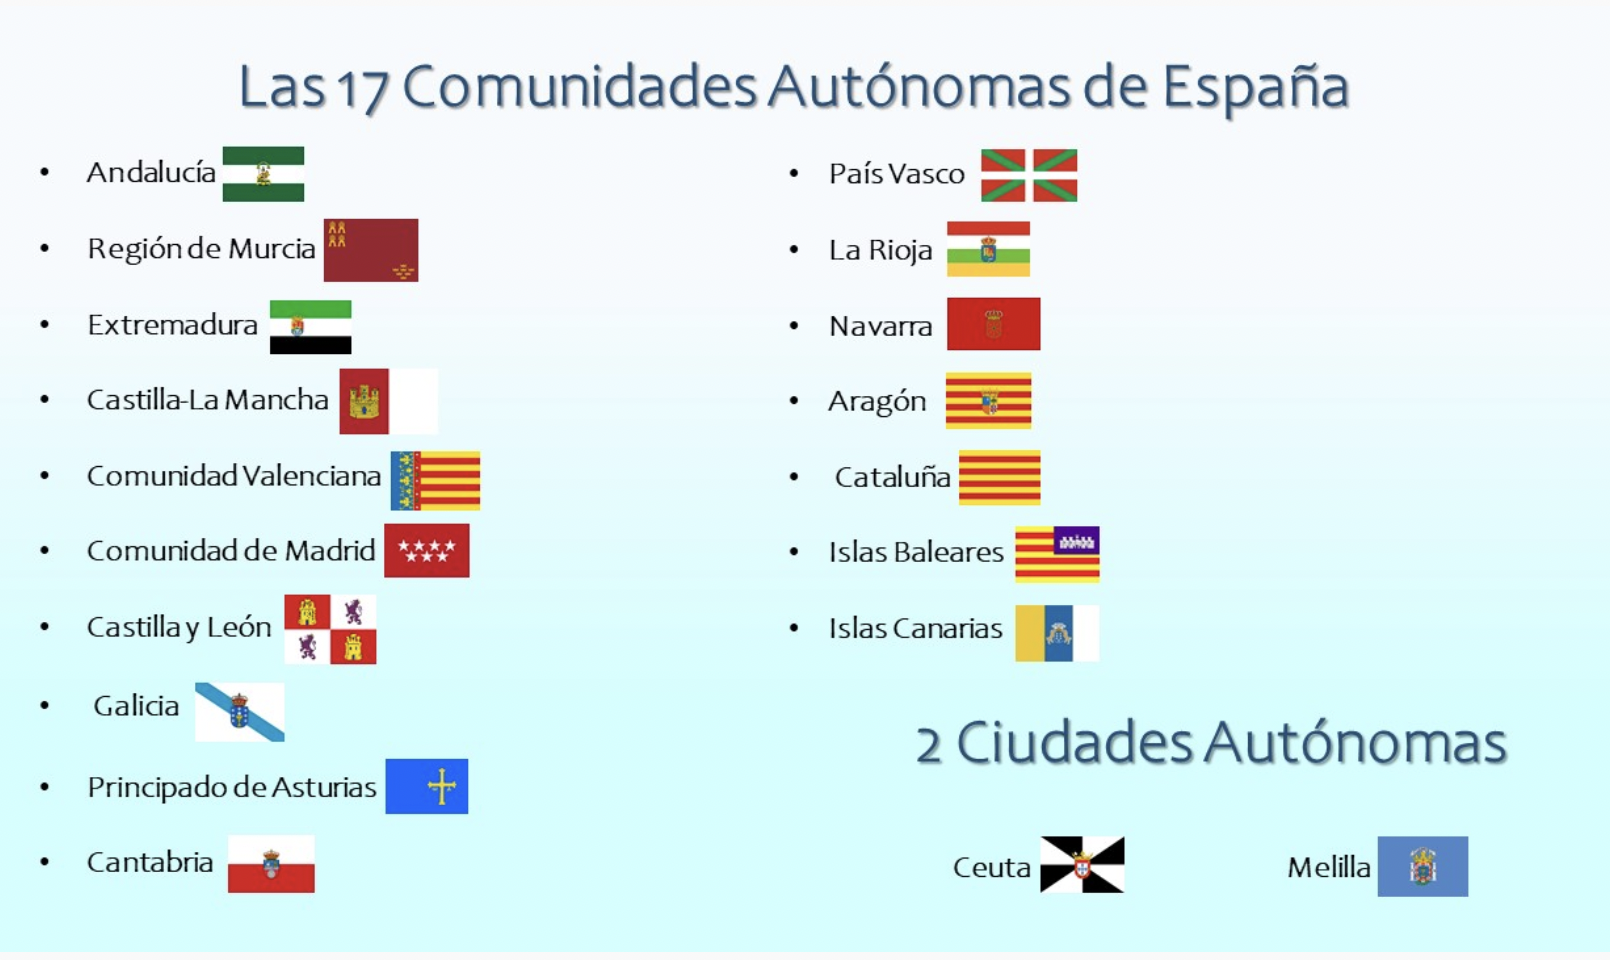 Las 17 Comunidades Autónomas de España
• Andalucía
• Región de Murcia
• Extremadura
• Castilla-La Mancha
• Comunidad Valenciana
• Comunidad de Madrid
• Castilla y León
• Galicia
• Principado de Asturias
• Cantabria
• País Vasco
• La Rioja
• Navarra
• Aragón
• Cataluña
• Islas Baleares
• Islas Canarias
2 Ciudades Autónomas
Ceuta
Melilla